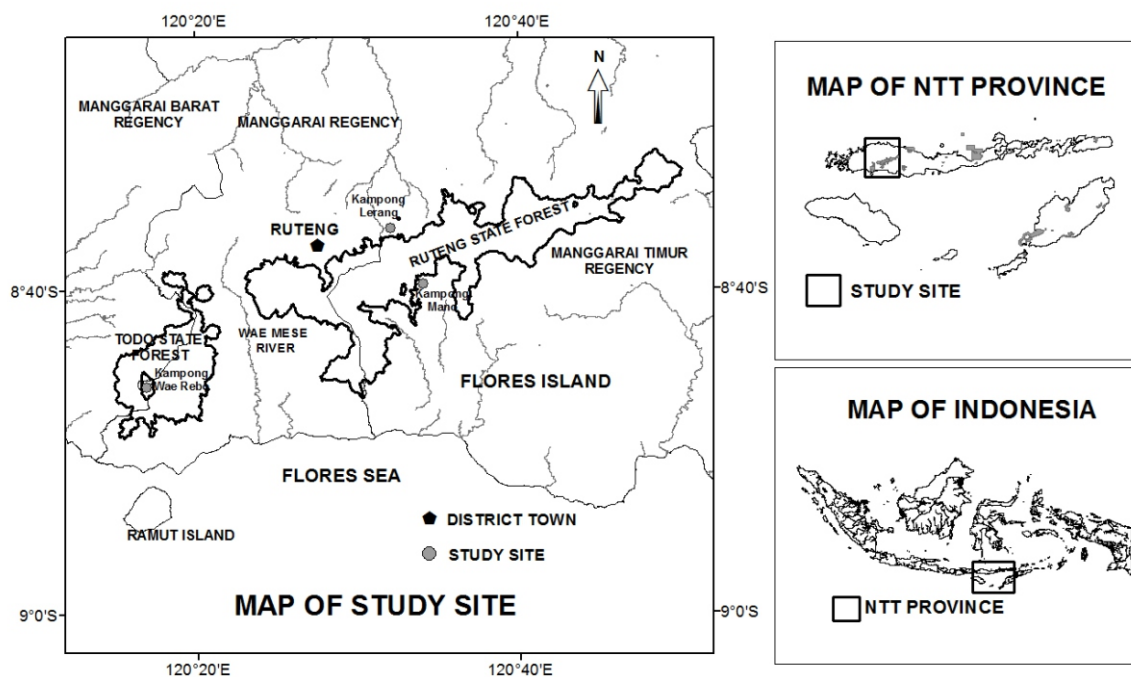 120°20'E
120°40'E
N
MANGGARAI BARAT
REGENCY
MANGGARAI REGENCY
Kampong
Lerang
RUTENG
RUTENG STATE FOREST
MANGGARAI TIMUR
REGENCY
8°40'S
8°40'S
Kampong
Mano
WAE MESE
RIVER
TODO STATE
FOREST
Kampong
Wae Rebo
FLORES ISLAND
FLORES SEA
RAMUT ISLAND
DISTRICT TOWN
STUDY SITE
MAP OF STUDY SITE
9°0'S
9°0'S
120°20'E
120°40'E
MAP OF NTT PROVINCE
STUDY SITE
MAP OF INDONESIA
NTT PROVINCE